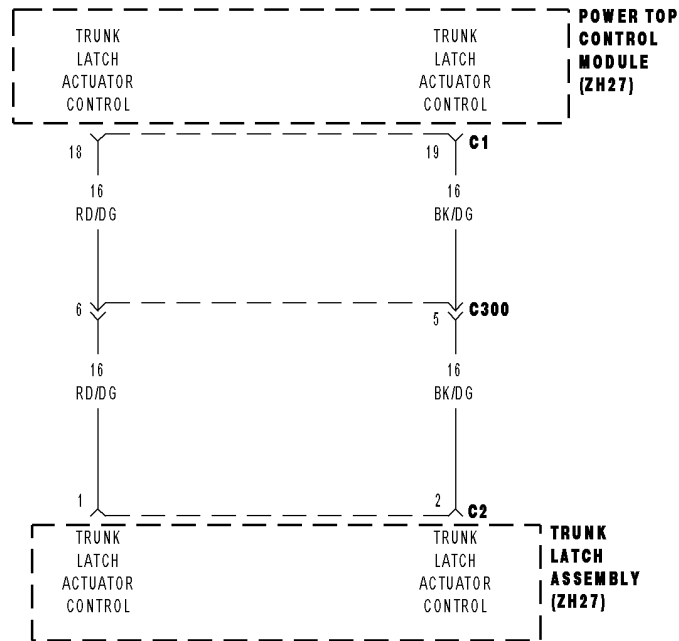 POWER TOP
CONTROL
MODULE
(ZH27)
TRUNK
LATCH
ACTUATOR
CONTROL
TRUNK
LATCH
ACTUATOR
CONTROL
18
19
C1
16
RD/DG
16
BK/DG
6
5
C300
16
RD/DG
16
BK/DG
1
2
C2
TRUNK
LATCH
ACTUATOR
CONTROL
TRUNK
LATCH
ACTUATOR
CONTROL
TRUNK
LATCH
ASSEMBLY
(ZH27)